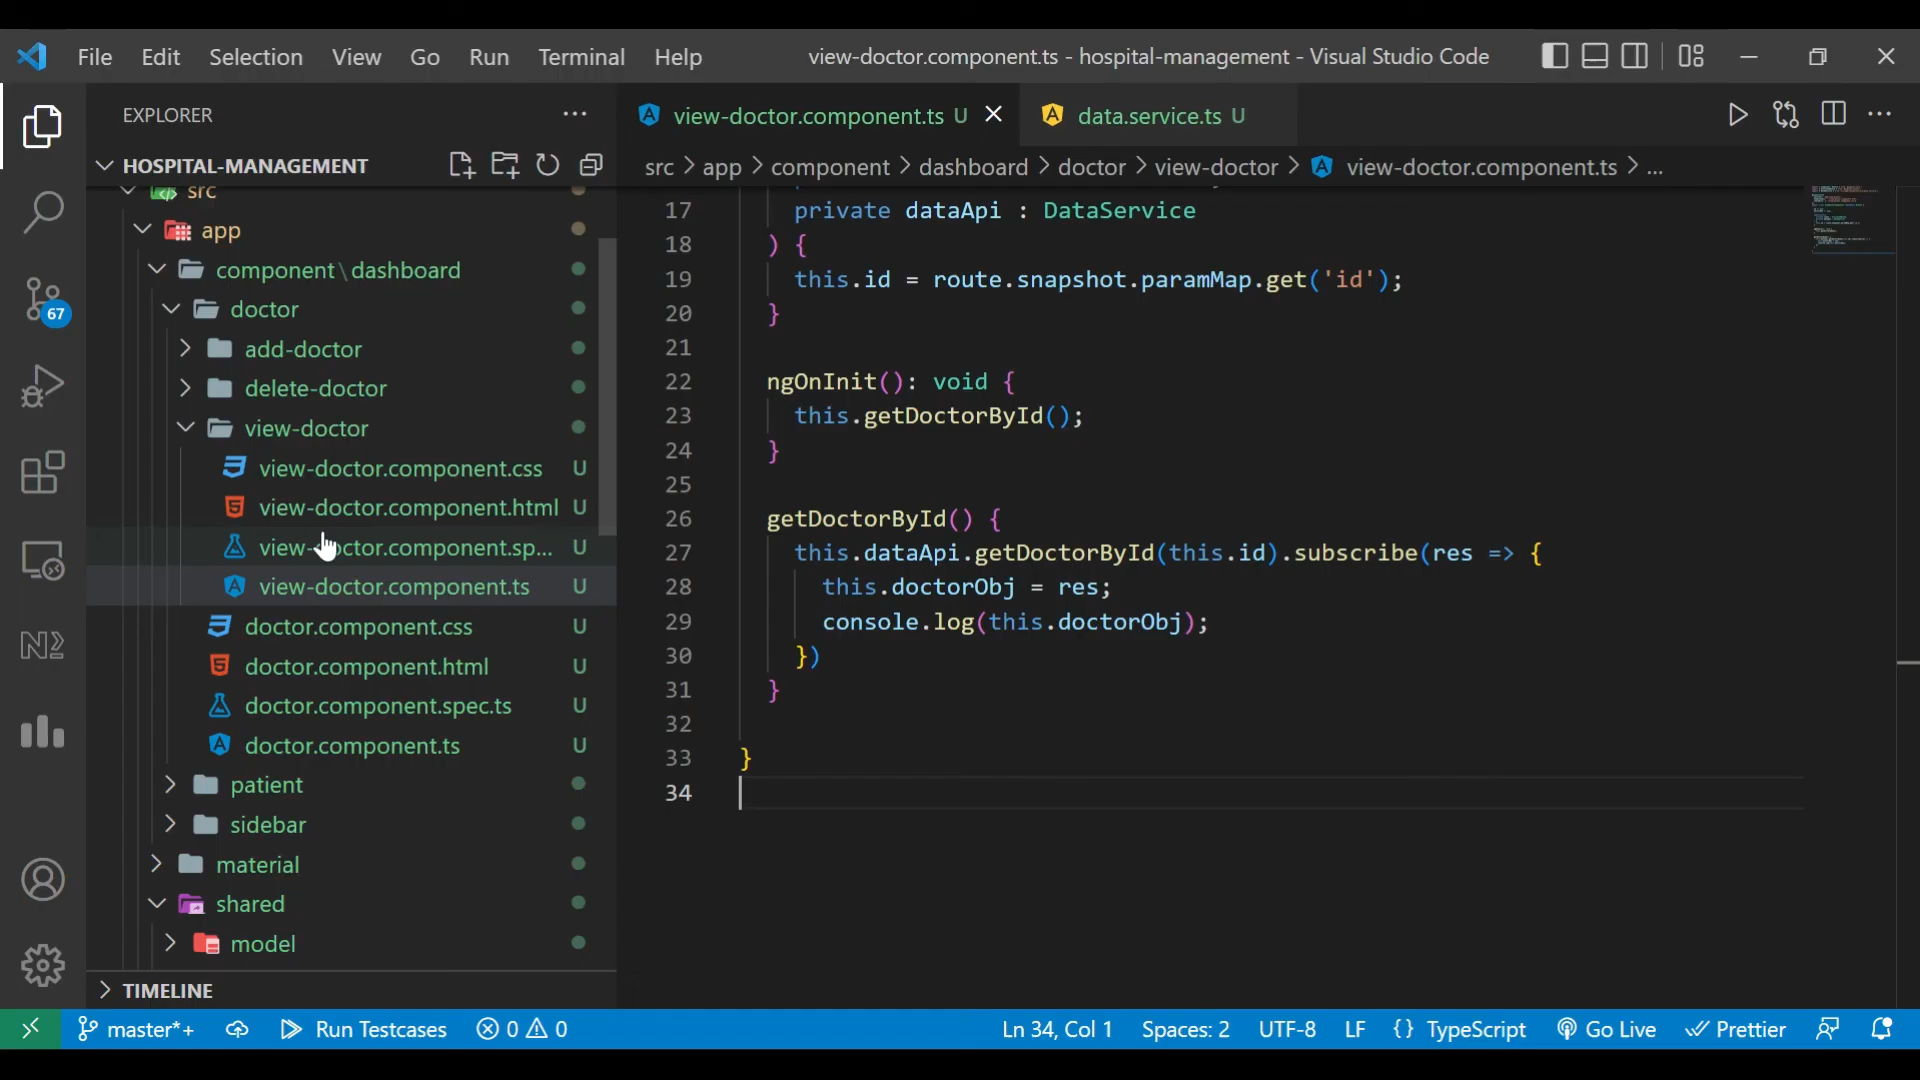 File Edit Selection View Go Run Terminal Help view-doctor.component.ts - hospital-management - Visual Studio Code
EXPLORER ...
view-doctor.component.ts U
data.service.ts U
HOSPITAL-MANAGEMENT
src > app > component > dashboard > doctor > view-doctor > view-doctor.component.ts > ...
src
app
component\dashboard
doctor
add-doctor
delete-doctor
view-doctor
view-doctor.component.css U
view-doctor.component.html U
view-doctor.component.sp... U
view-doctor.component.ts U
doctor.component.css U
doctor.component.html U
doctor.component.spec.ts U
doctor.component.ts U
patient
sidebar
material
shared
model
TIMELINE
67
17 private dataApi : DataService
18 ) {
19 this.id = route.snapshot.paramMap.get('id');
20 }
21
22 ngOnInit(): void {
23 this.getDoctorById();
24 }
25
26 getDoctorById() {
27 this.dataApi.getDoctorById(this.id).subscribe(res => {
28 this.doctorObj = res;
29 console.log(this.doctorObj);
30 })
31 }
32
33 }
34
master*+ Run Testcases 0 0 Ln 34, Col 1 Spaces: 2 UTF-8 LF {} TypeScript Go Live Prettier